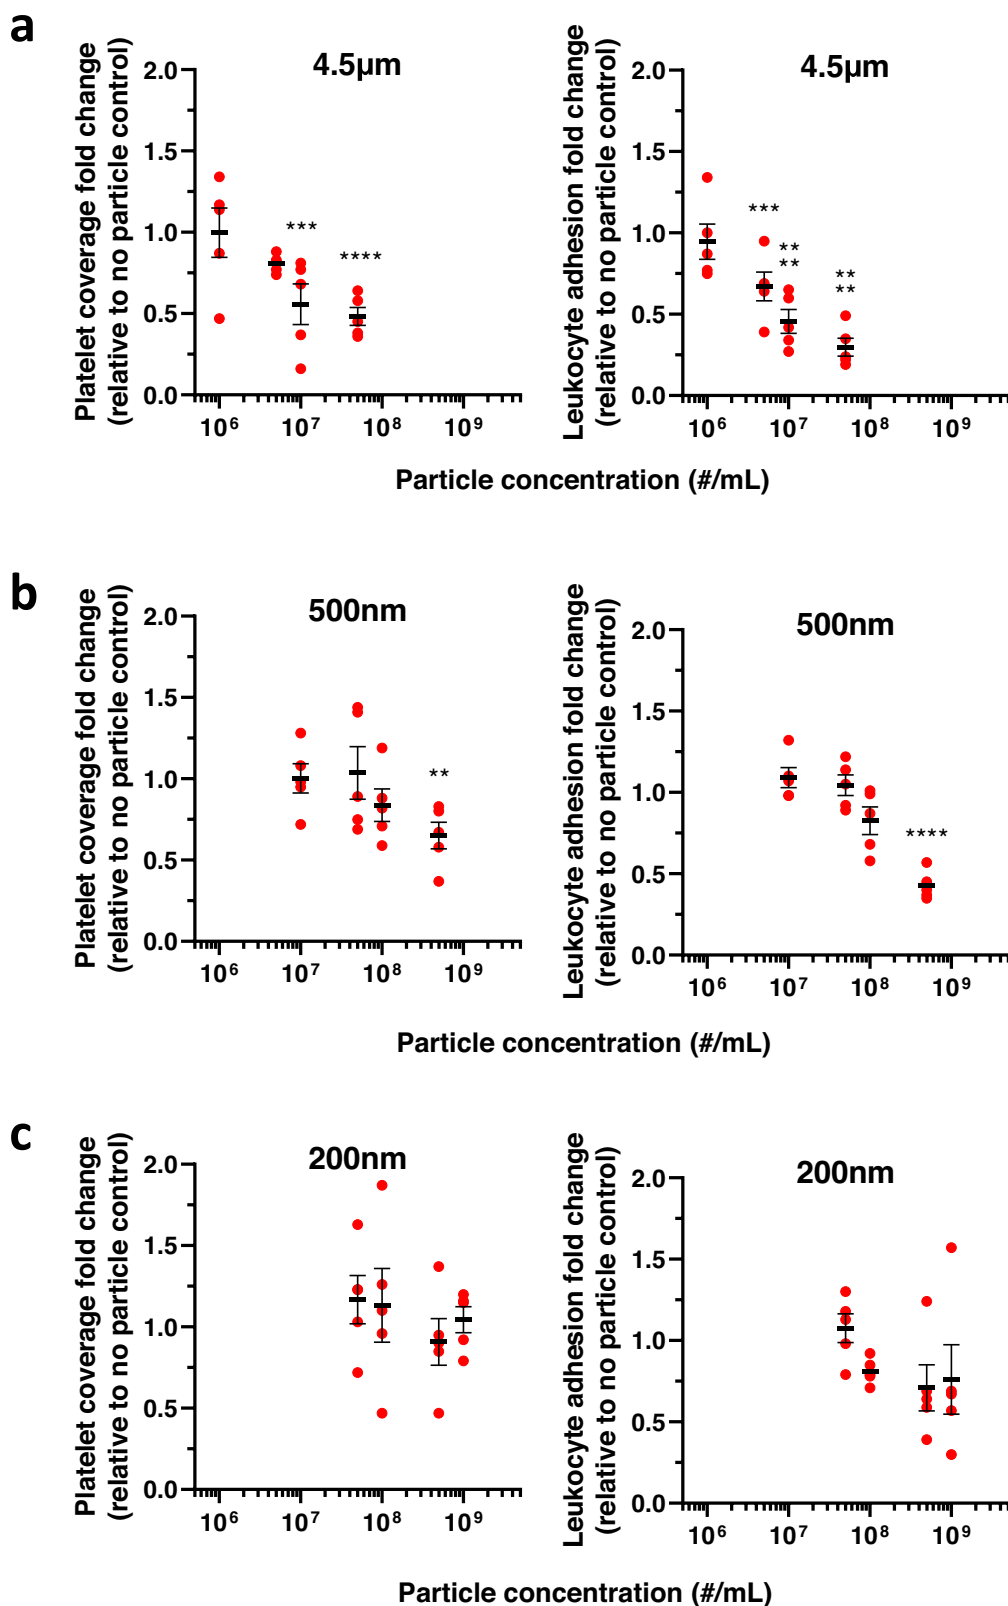 a
4.5μm
4.5μm
Platelet coverage fold change
(relative to no particle control)
Leukocyte adhesion fold change
(relative to no particle control)
2.0
1.5
1.0
0.5
0.0
***
****
2.0
1.5
1.0
0.5
0.0
***
**
**
**
**
10⁶ 10⁷ 10⁸ 10⁹
10⁶ 10⁷ 10⁸ 10⁹
Particle concentration (#/mL)
b
500nm
500nm
Platelet coverage fold change
(relative to no particle control)
Leukocyte adhesion fold change
(relative to no particle control)
2.0
1.5
1.0
0.5
0.0
**
2.0
1.5
1.0
0.5
0.0
****
10⁶ 10⁷ 10⁸ 10⁹
10⁶ 10⁷ 10⁸ 10⁹
Particle concentration (#/mL)
c
200nm
200nm
Platelet coverage fold change
(relative to no particle control)
Leukocyte adhesion fold change
(relative to no particle control)
2.0
1.5
1.0
0.5
0.0
2.0
1.5
1.0
0.5
0.0
10⁶ 10⁷ 10⁸ 10⁹
10⁶ 10⁷ 10⁸ 10⁹
Particle concentration (#/mL)